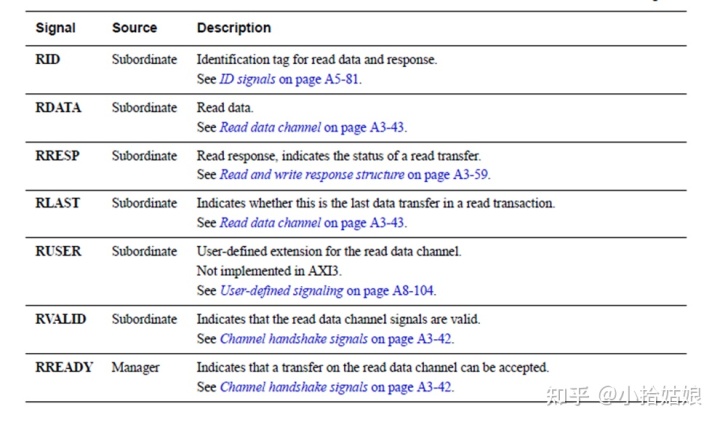 Signal Source Description
RID Subordinate Identification tag for read data and response.
See ID signals on page A5-81.
RDATA Subordinate Read data.
See Read data channel on page A3-43.
RRESP Subordinate Read response, indicates the status of a read transfer.
See Read and write response structure on page A3-59.
RLAST Subordinate Indicates whether this is the last data transfer in a read transaction.
See Read data channel on page A3-43.
RUSER Subordinate User-defined extension for the read data channel.
Not implemented in AXI3.
See User-defined signaling on page A8-104.
RVALID Subordinate Indicates that the read data channel signals are valid.
See Channel handshake signals on page A3-42.
RREADY Manager Indicates that a transfer on the read data channel can be accepted.
See Channel handshake signals on page A3-42.
知乎 @小拾姑娘